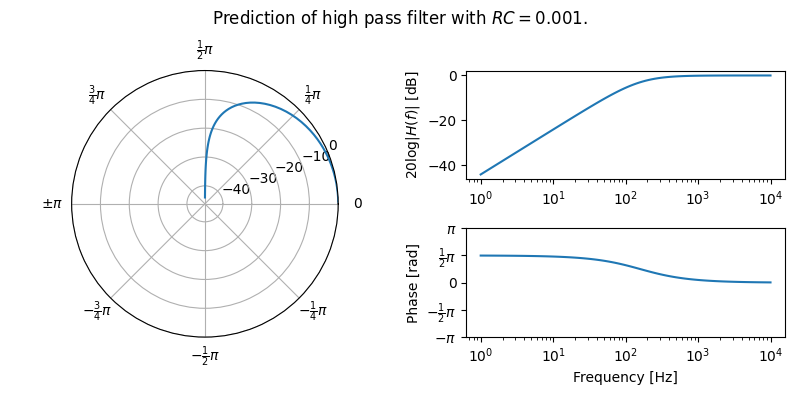 Prediction of high pass filter with RC = 0.001.
½π
¾π
¼π
±π
0
−¾π
−¼π
−½π
0
−10
−20
−30
−40
20log|H(f)| [dB]
0
−20
−40
10⁰ 10¹ 10² 10³ 10⁴
Phase [rad]
π
½π
0
−½π
−π
10⁰ 10¹ 10² 10³ 10⁴
Frequency [Hz]